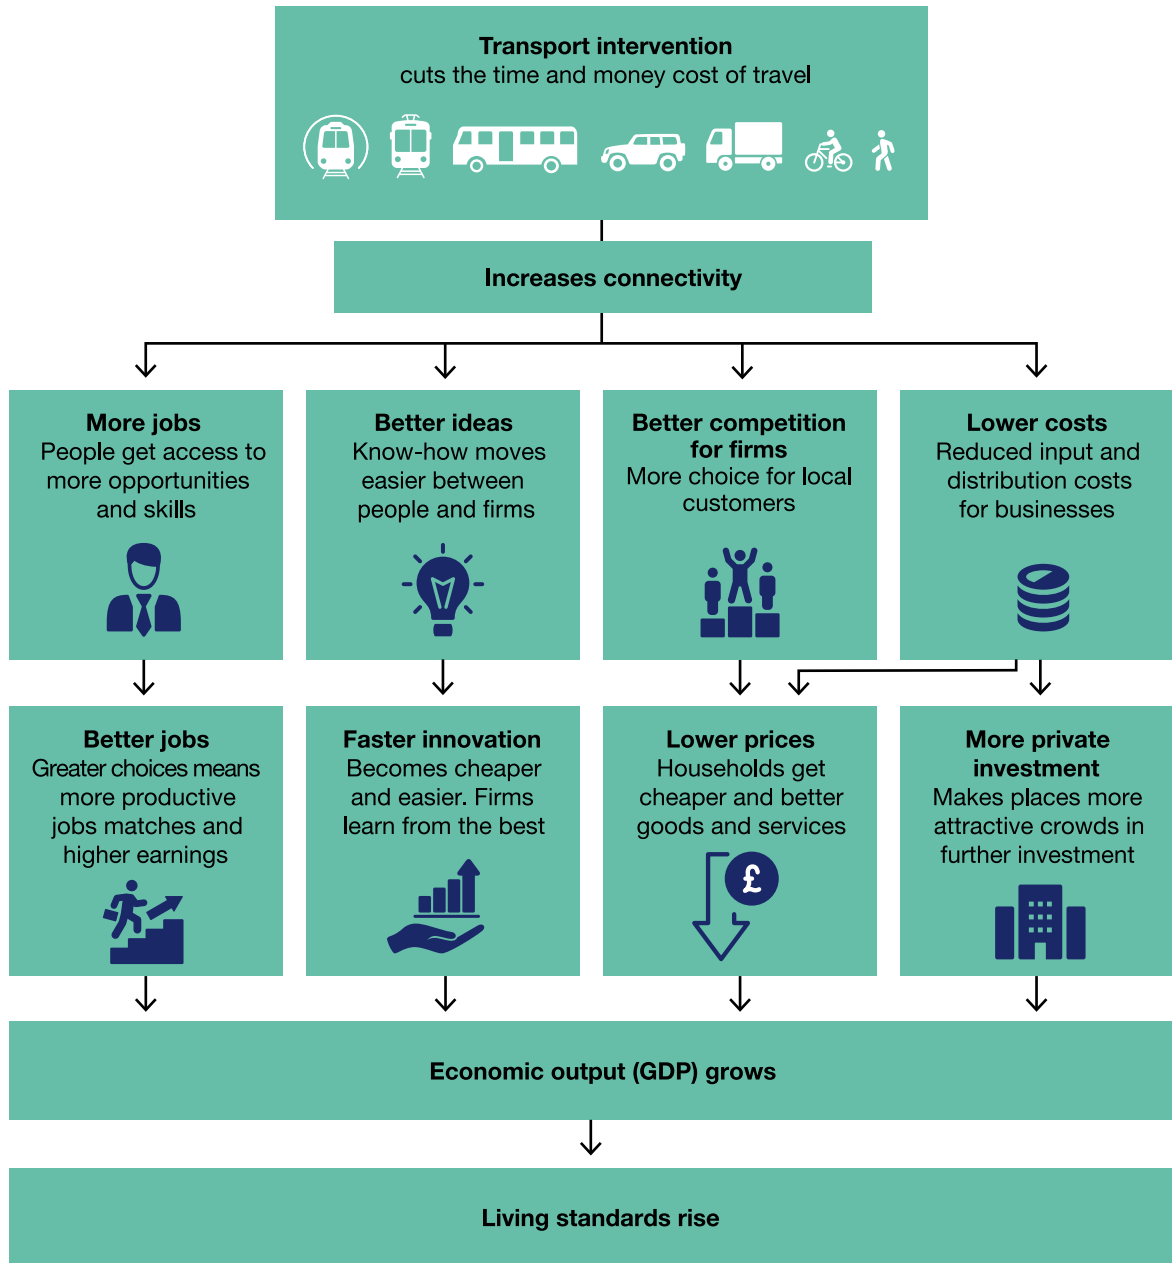 Transport intervention
cuts the time and money cost of travel
Increases connectivity
More jobs
People get access to
more opportunities
and skills
Better ideas
Know-how moves
easier between
people and firms
Better competition
for firms
More choice for local
customers
Lower costs
Reduced input and
distribution costs
for businesses
Better jobs
Greater choices means
more productive
jobs matches and
higher earnings
Faster innovation
Becomes cheaper
and easier. Firms
learn from the best
Lower prices
Households get
cheaper and better
goods and services
£
More private
investment
Makes places more
attractive crowds in
further investment
Economic output (GDP) grows
Living standards rise